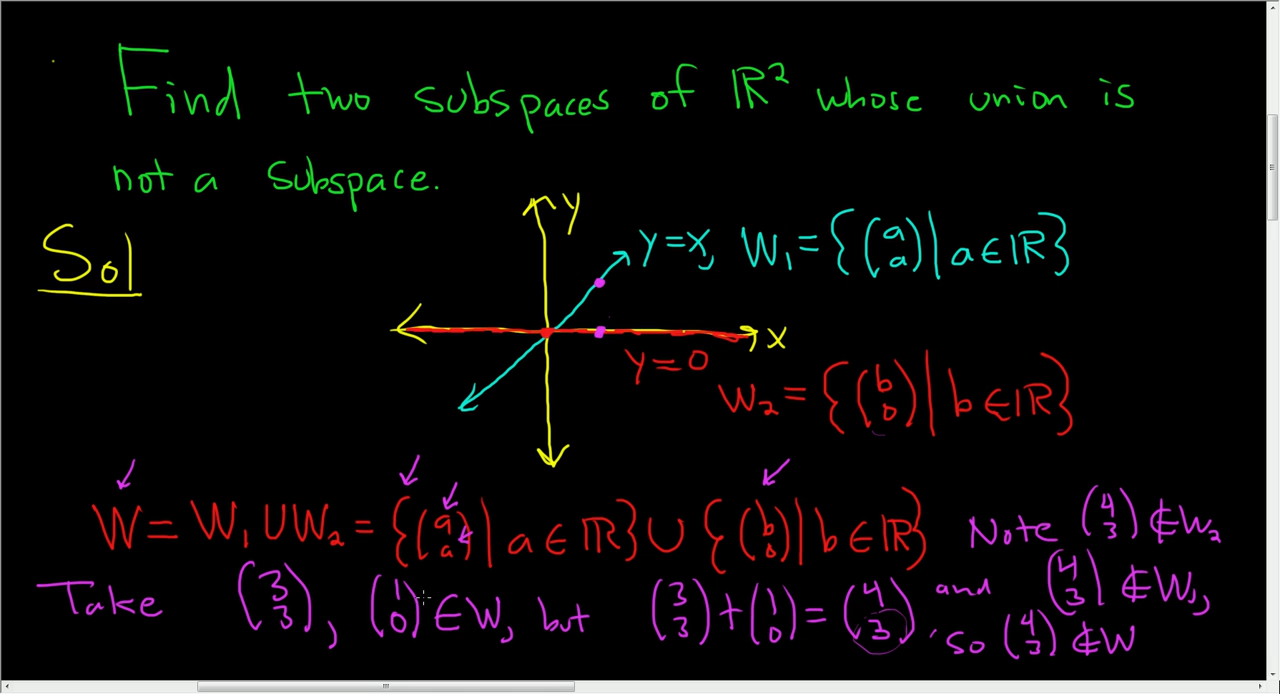 Find two subspaces of ℝ² whose union is
not a subspace.
Sol
y
y=x, W₁ = {(a a) | a∈ℝ}
x
y=0
W₂ = {(b 0) | b∈ℝ}
W = W₁ ∪ W₂ = {(a a) | a∈ℝ} ∪ {(b 0) | b∈ℝ} Note (4 3) ∉ W₂
Take (3 3), (1 0) ∈ W, but (3 3) + (1 0) = (4 3) and (4 3) ∉ W₁,
, so (4 3) ∉ W